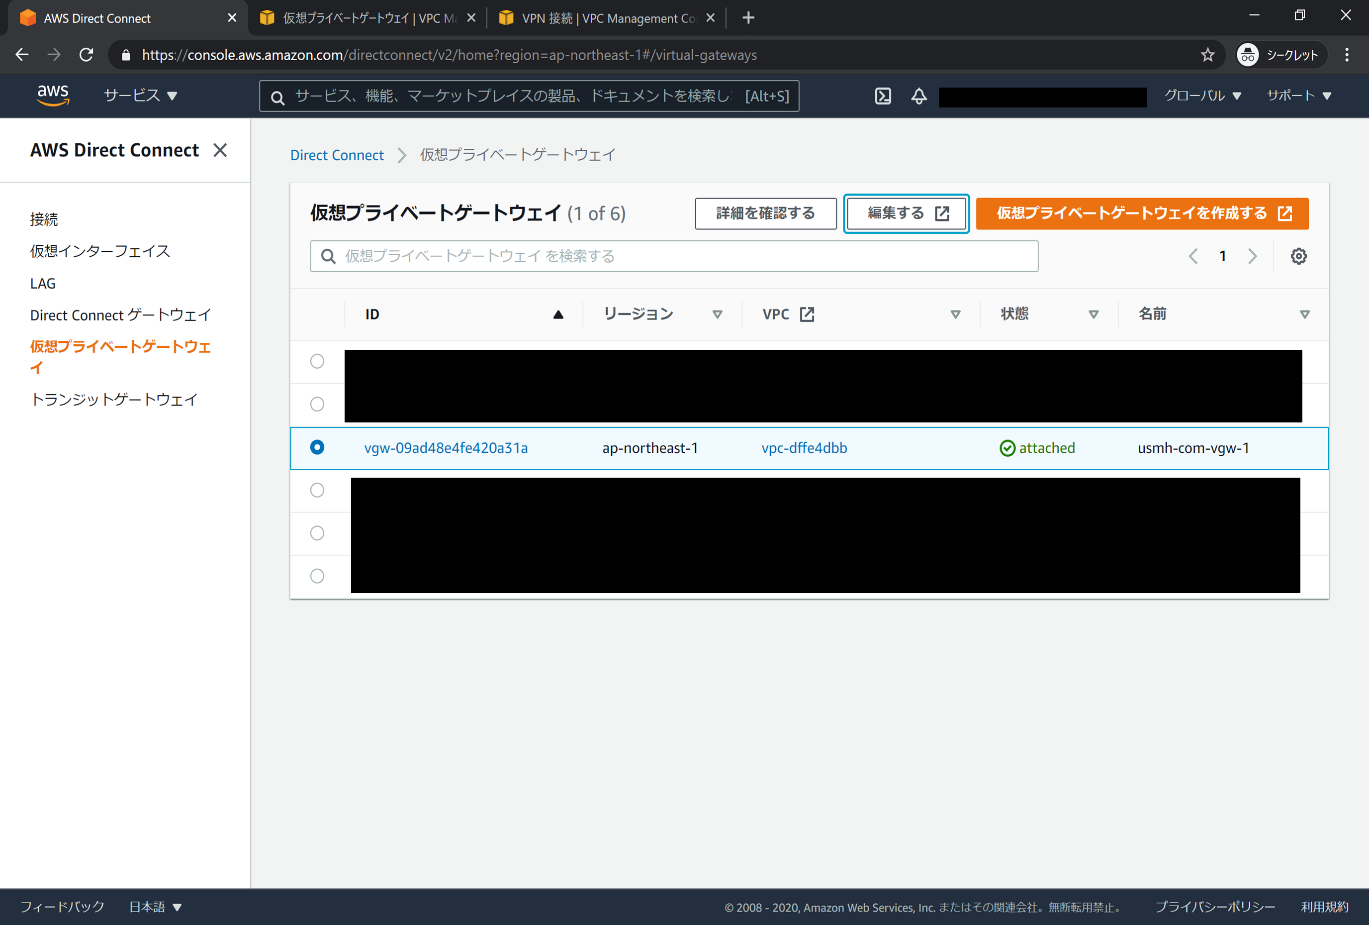 AWS Direct Connect
仮想プライベートゲートウェイ | VPC Ma
VPN 接続 | VPC Management Co
https://console.aws.amazon.com/directconnect/v2/home?region=ap-northeast-1#/virtual-gateways
シークレット
aws
サービス
サービス、機能、マーケットプレイスの製品、ドキュメントを検索し
[Alt+S]
グローバル
サポート
AWS Direct Connect
接続
仮想インターフェイス
LAG
Direct Connect ゲートウェイ
仮想プライベートゲートウェ
イ
トランジットゲートウェイ
Direct Connect
仮想プライベートゲートウェイ
仮想プライベートゲートウェイ (1 of 6)
詳細を確認する
編集する
仮想プライベートゲートウェイを作成する
仮想プライベートゲートウェイ を検索する
1
ID
リージョン
VPC
状態
名前
vgw-09ad48e4fe420a31a
ap-northeast-1
vpc-dffe4dbb
attached
usmh-com-vgw-1
フィードバック
日本語
© 2008 - 2020, Amazon Web Services, Inc. またはその関連会社。無断転用禁止。
プライバシーポリシー
利用規約